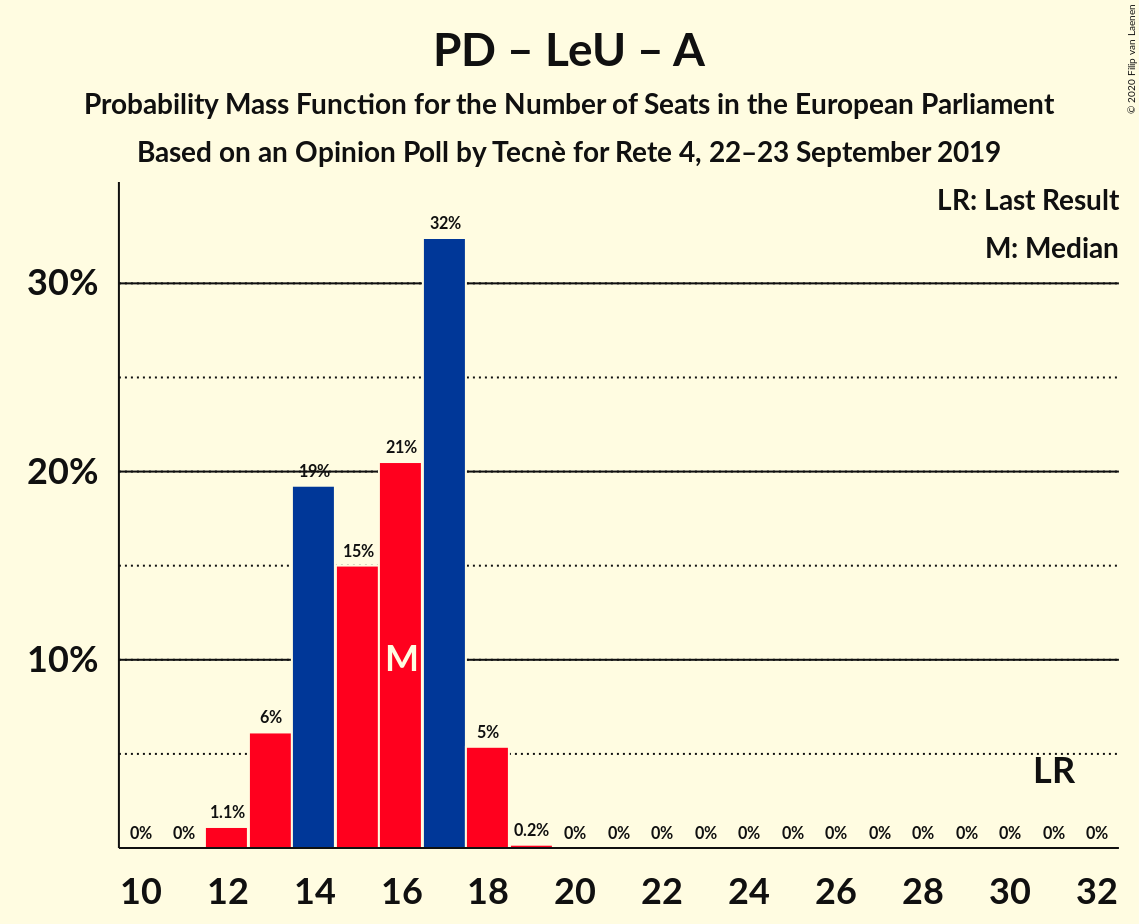 PD – LeU – A
Probability Mass Function for the Number of Seats in the European Parliament
Based on an Opinion Poll by Tecnè for Rete 4, 22–23 September 2019
© 2020 Filip van Laenen
LR: Last Result
M: Median
30%
20%
10%
0% 0% 1.1% 6% 19% 15% 21% 32% 5% 0.2% 0% 0% 0% 0% 0% 0% 0% 0% 0% 0% 0% 0% 0%
M
LR
10 12 14 16 18 20 22 24 26 28 30 32